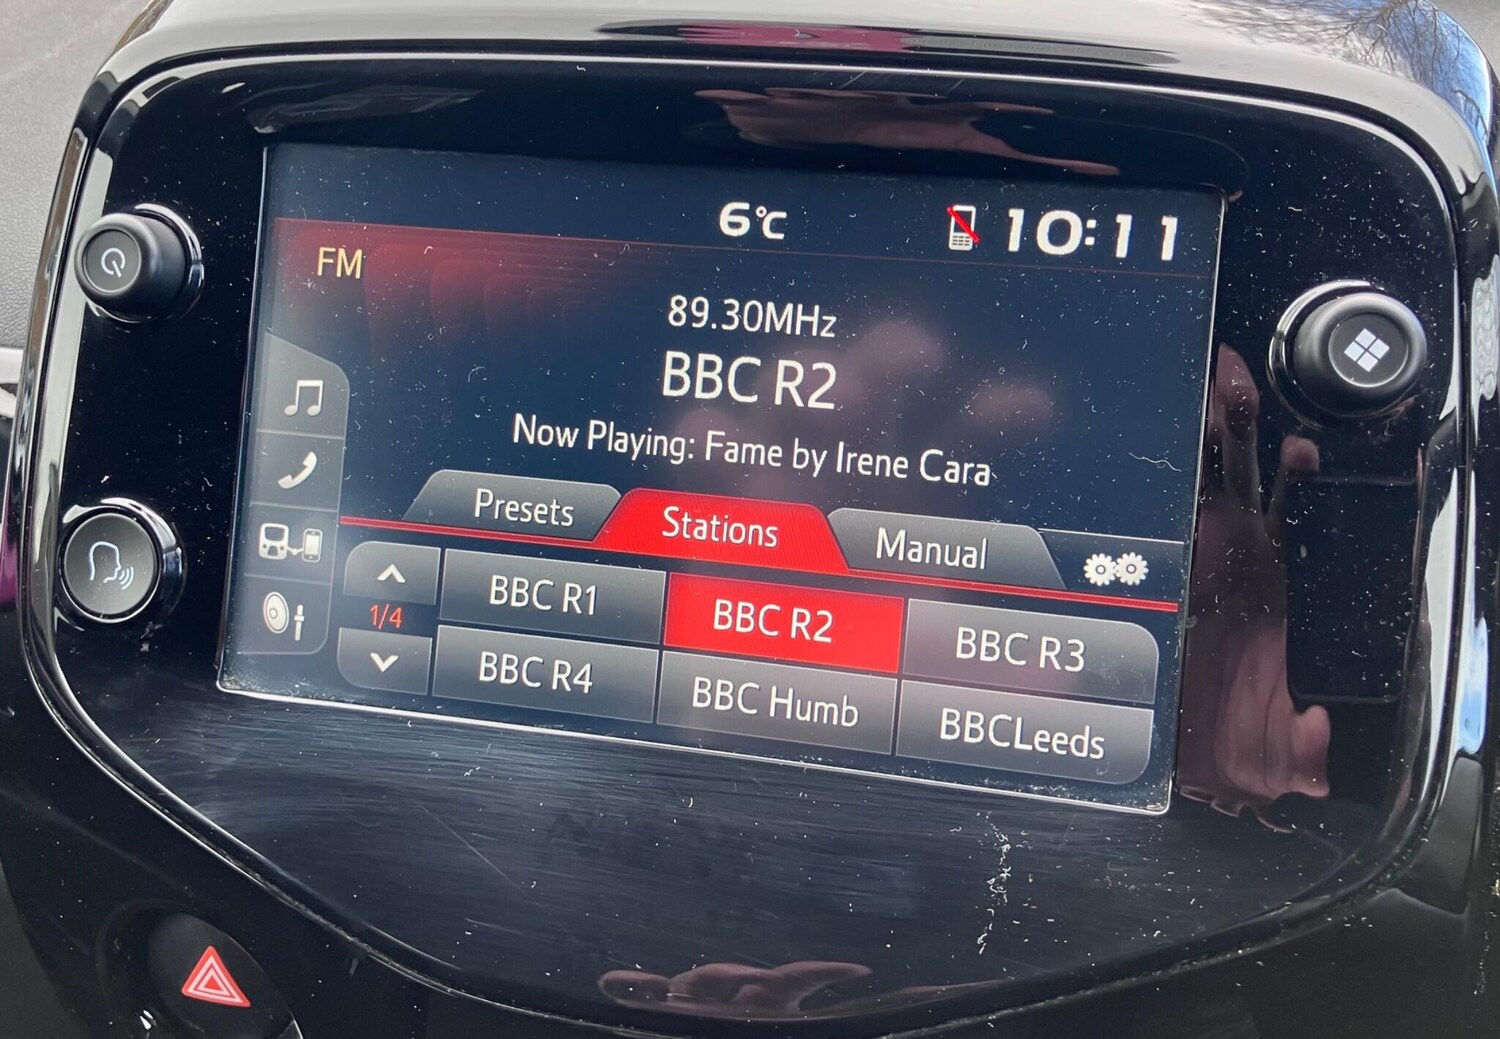 6°C 10:11
FM
89.30MHz
BBC R2
Now Playing: Fame by Irene Cara
Presets Stations Manual
1/4
BBC R1 BBC R2 BBC R3
BBC R4 BBC Humb BBCLeeds